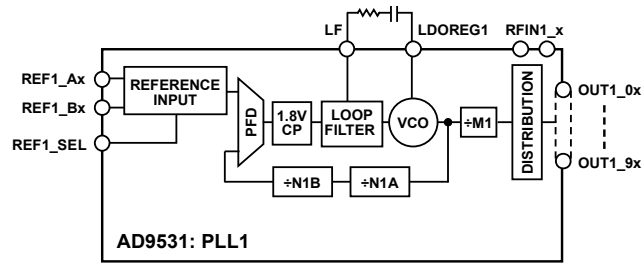 LF
LDOREG1
RFIN1_x
REF1_Ax
REF1_Bx
REF1_SEL
REFERENCE
INPUT
PFD
1.8V
CP
LOOP
FILTER
VCO
÷M1
DISTRIBUTION
OUT1_0x
OUT1_9x
÷N1B
÷N1A
AD9531: PLL1